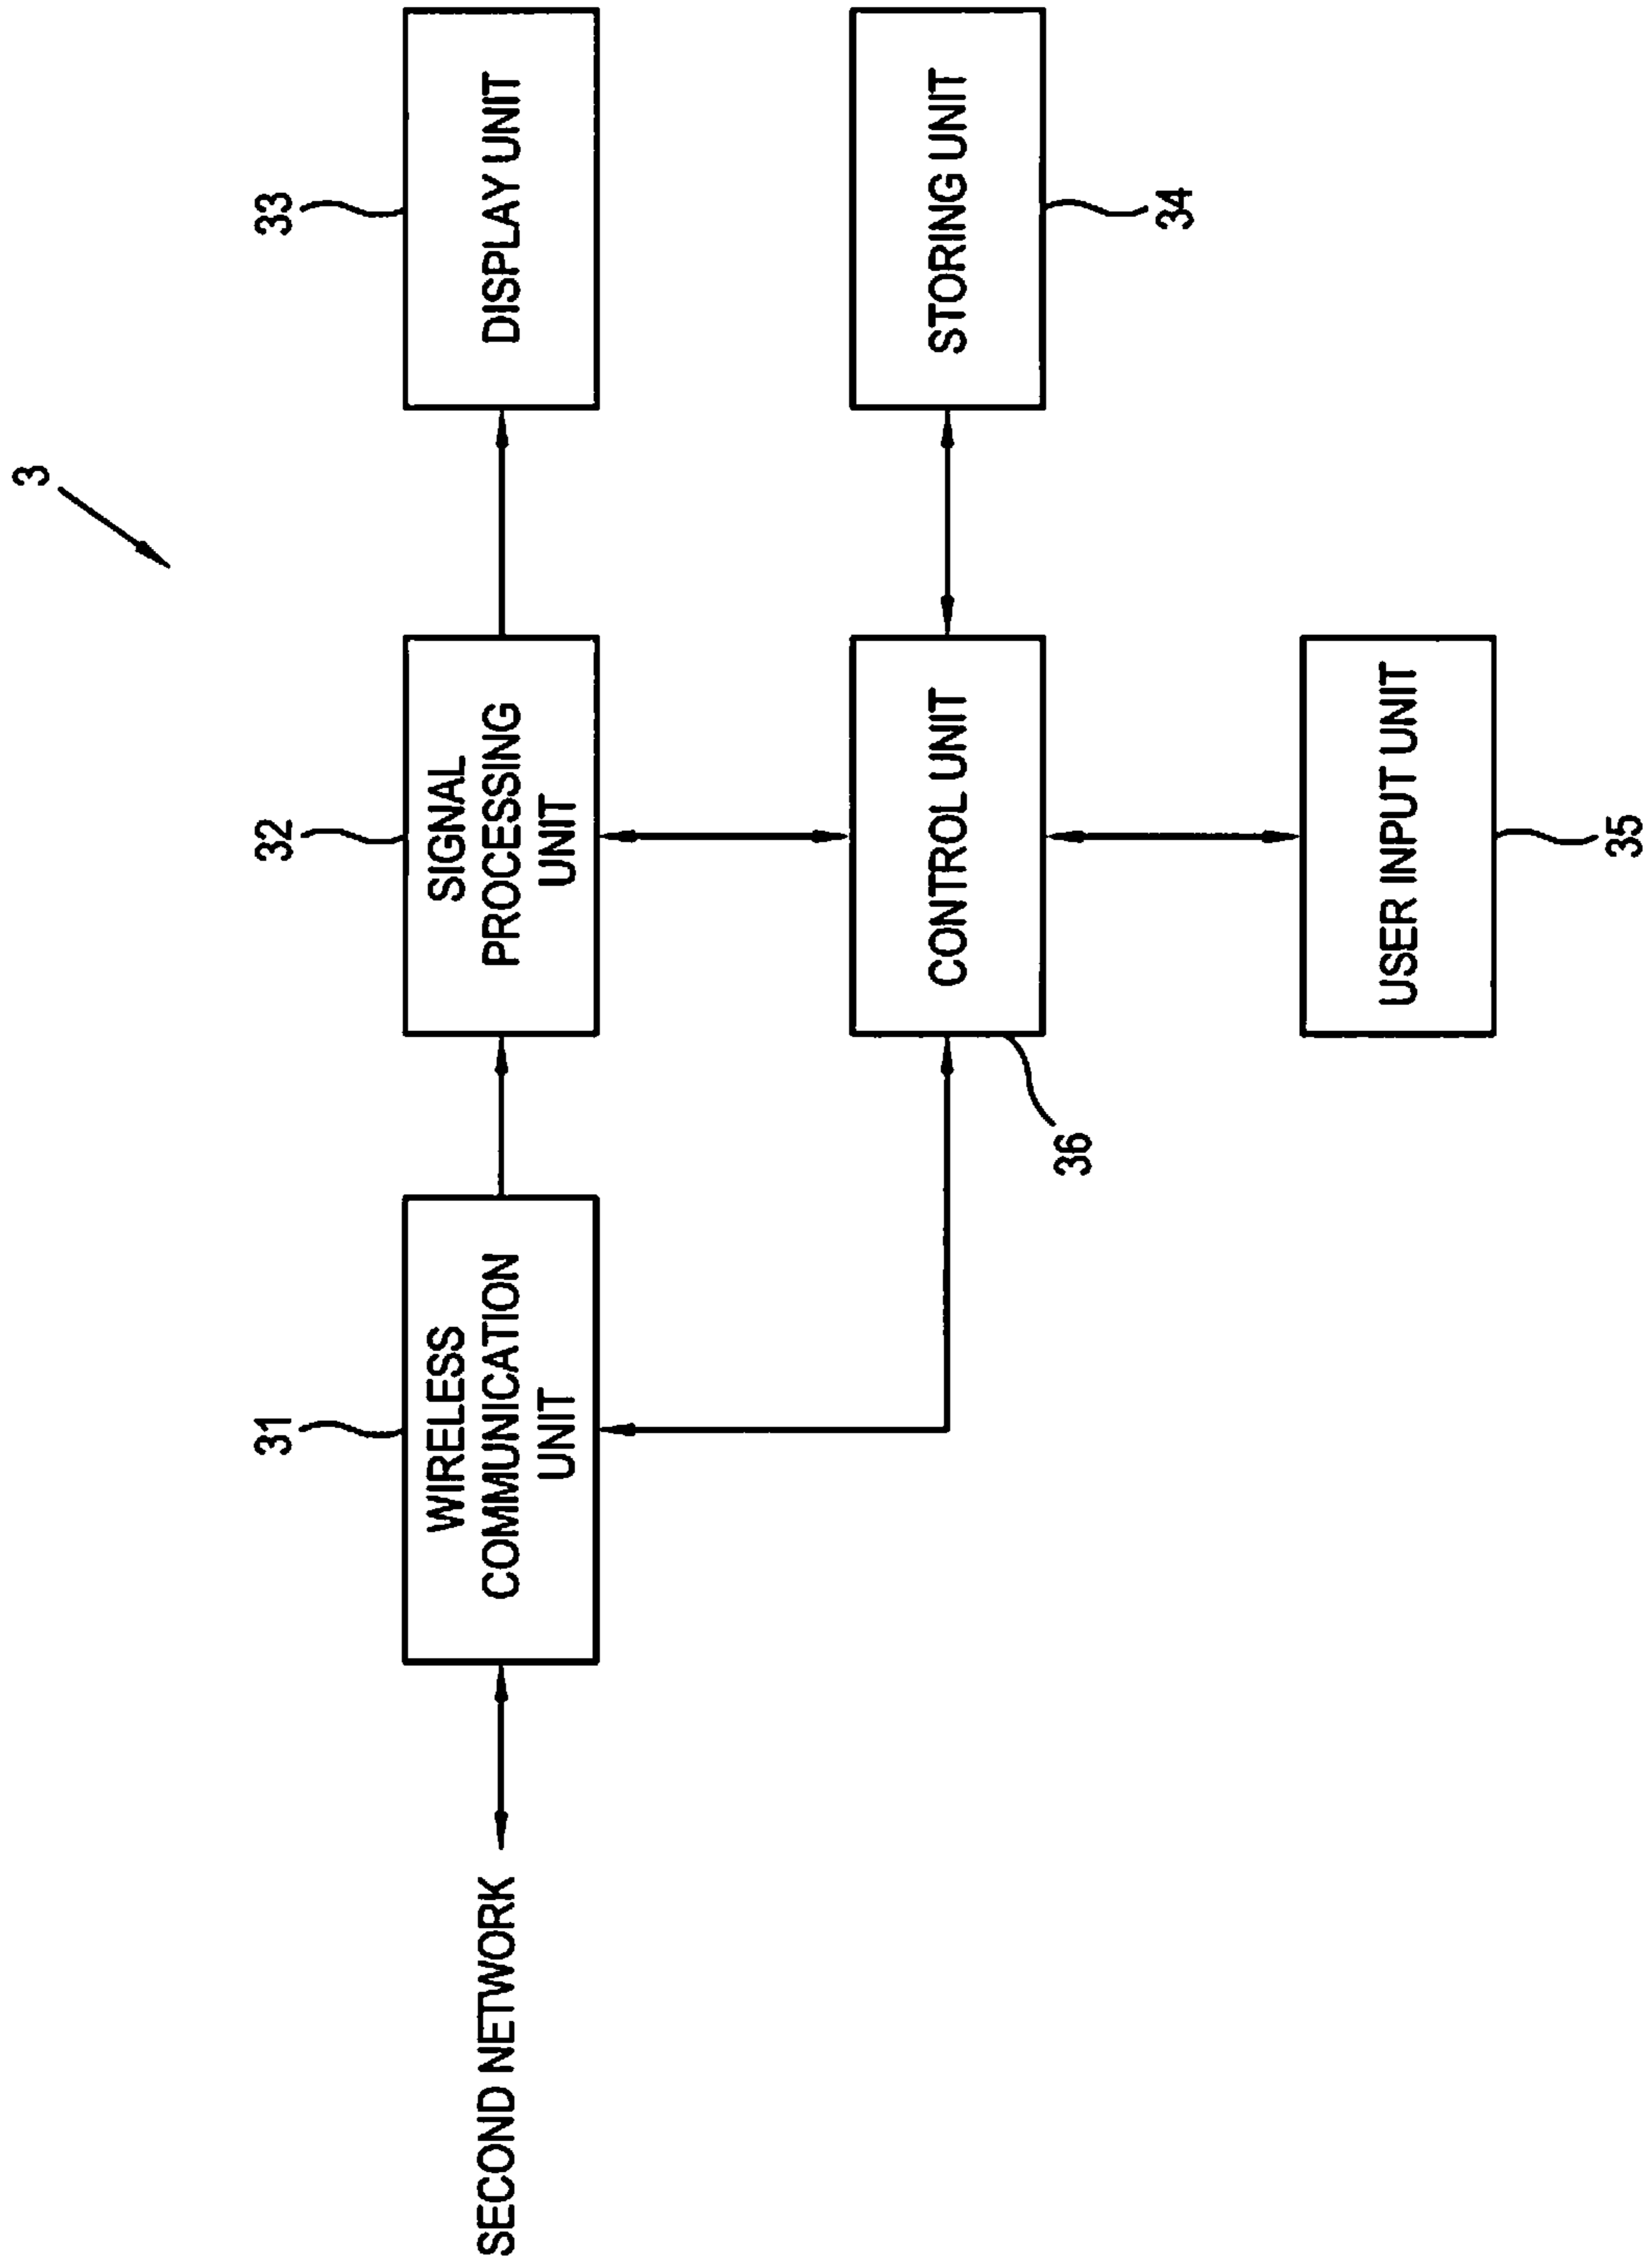 3
31
32
33
WIRELESS
COMMUNICATION
UNIT
SIGNAL
PROCESSING
UNIT
DISPLAY UNIT
SECOND NETWORK
CONTROL UNIT
STORING UNIT
36
34
USER INPUT UNIT
35